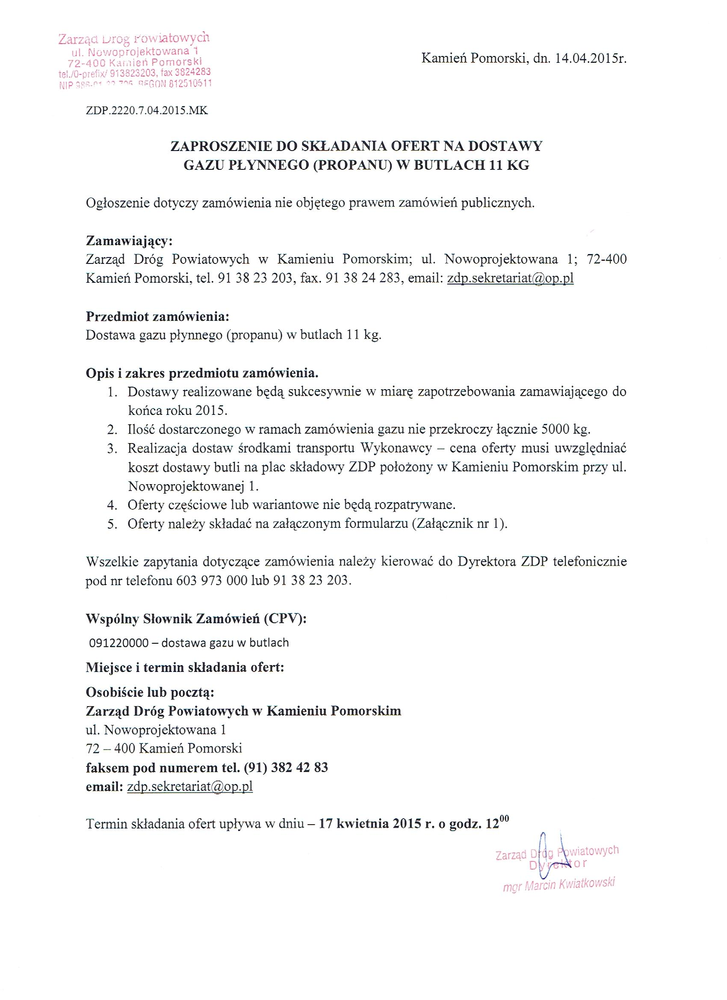 Zarząd Dróg Powiatowych
ul. Nowoprojektowana 1
72-400 Kamień Pomorski
tel./0-prefix/ 913823203, fax 3824283
NIP REGON 812510511
Kamień Pomorski, dn. 14.04.2015r.
ZDP.2220.7.04.2015.MK
ZAPROSZENIE DO SKŁADANIA OFERT NA DOSTAWY
GAZU PŁYNNEGO (PROPANU) W BUTLACH 11 KG
Ogłoszenie dotyczy zamówienia nie objętego prawem zamówień publicznych.
Zamawiający:
Zarząd Dróg Powiatowych w Kamieniu Pomorskim; ul. Nowoprojektowana 1; 72-400
Kamień Pomorski, tel. 91 38 23 203, fax. 91 38 24 283, email: zdp.sekretariat@op.pl
Przedmiot zamówienia:
Dostawa gazu płynnego (propanu) w butlach 11 kg.
Opis i zakres przedmiotu zamówienia.
1. Dostawy realizowane będą sukcesywnie w miarę zapotrzebowania zamawiającego do
końca roku 2015.
2. Ilość dostarczonego w ramach zamówienia gazu nie przekroczy łącznie 5000 kg.
3. Realizacja dostaw środkami transportu Wykonawcy – cena oferty musi uwzględniać
koszt dostawy butli na plac składowy ZDP położony w Kamieniu Pomorskim przy ul.
Nowoprojektowanej 1.
4. Oferty częściowe lub wariantowe nie będą rozpatrywane.
5. Oferty należy składać na załączonym formularzu (Załącznik nr 1).
Wszelkie zapytania dotyczące zamówienia należy kierować do Dyrektora ZDP telefonicznie
pod nr telefonu 603 973 000 lub 91 38 23 203.
Wspólny Słownik Zamówień (CPV):
091220000 – dostawa gazu w butlach
Miejsce i termin składania ofert:
Osobiście lub pocztą:
Zarząd Dróg Powiatowych w Kamieniu Pomorskim
ul. Nowoprojektowana 1
72 – 400 Kamień Pomorski
faksem pod numerem tel. (91) 382 42 83
email: zdp.sekretariat@op.pl
Termin składania ofert upływa w dniu – 17 kwietnia 2015 r. o godz. 12⁰⁰
Zarząd Dróg Powiatowych
Dyrektor
mgr Marcin Kwiatkowski